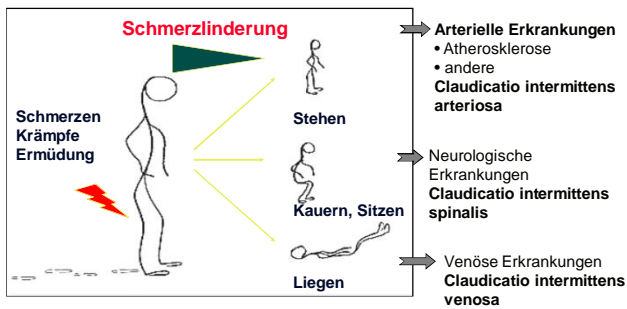 Schmerzlinderung
Schmerzen
Krämpfe
Ermüdung
Stehen
Kauern, Sitzen
Liegen
Arterielle Erkrankungen
• Atherosklerose
• andere
Claudicatio intermittens
arteriosa
Neurologische
Erkrankungen
Claudicatio intermittens
spinalis
Venöse Erkrankungen
Claudicatio intermittens
venosa